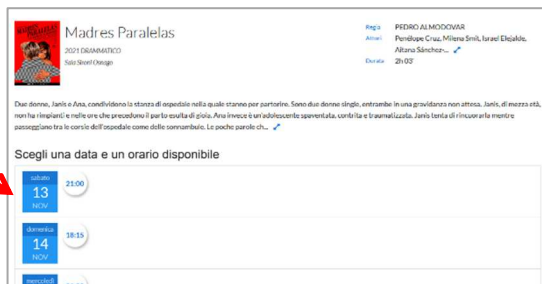 Madres Paralelas
2021 DRAMMATICO
Sala Sironi Osnago
Regia PEDRO ALMODOVAR
Attori Penélope Cruz, Milena Smit, Israel Elejalde,
Aitana Sánchez-...
Durata 2h 03'
Due donne, Janis e Ana, condividono la stanza di ospedale nella quale stanno per partorire. Sono due donne single, entrambe in una gravidanza non attesa. Janis, di mezza età,
non ha rimpianti e nelle ore che precedono il parto esulta di gioia. Ana invece è un'adolescente spaventata, contrita e traumatizzata. Janis tenta di rincuorarla mentre
passeggiano tra le corsie dell'ospedale come delle sonnambule. Le poche parole ch...
Scegli una data e un orario disponibile
sabato
13
NOV
21:00
domenica
14
NOV
18:15
mercoledì